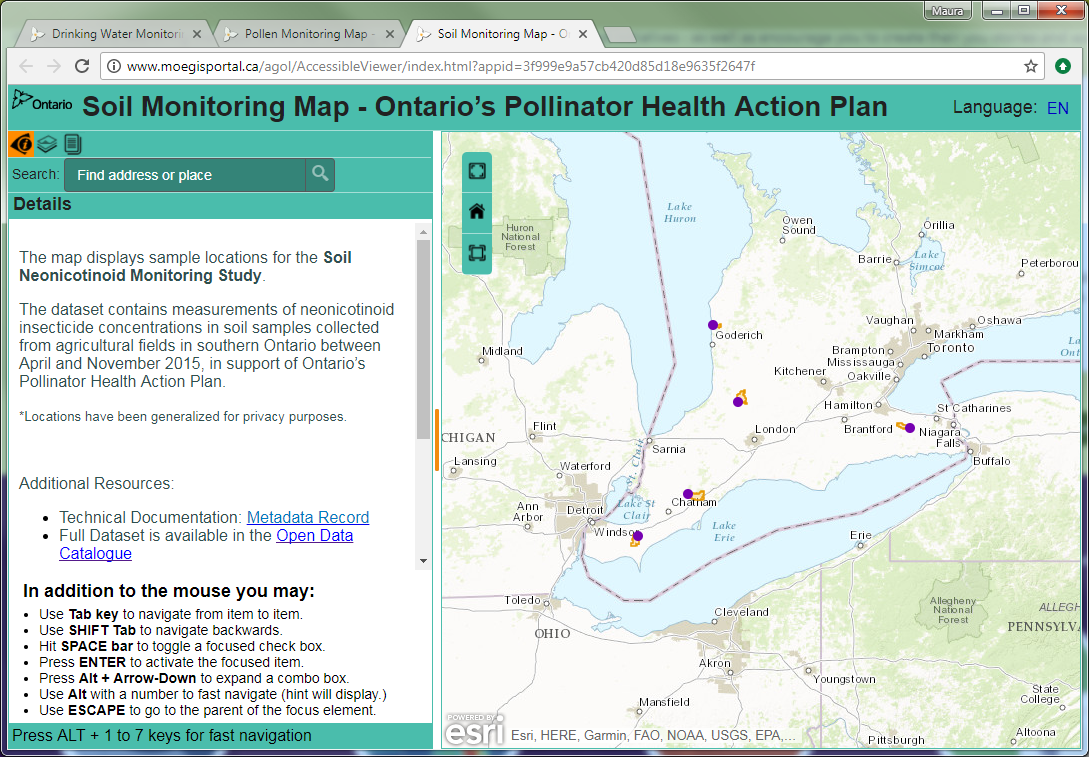 Maura
Drinking Water Monitori
Pollen Monitoring Map -
Soil Monitoring Map - O
www.moegisportal.ca/agol/AccessibleViewer/index.html?appid=3f999e9a57cb420d85d18e9635f2647f
Ontario
Soil Monitoring Map - Ontario's Pollinator Health Action Plan
Language: EN
Search: Find address or place
Details
The map displays sample locations for the Soil
Neonicotinoid Monitoring Study.
The dataset contains measurements of neonicotinoid
insecticide concentrations in soil samples collected
from agricultural fields in southern Ontario between
April and November 2015, in support of Ontario's
Pollinator Health Action Plan.
*Locations have been generalized for privacy purposes.
Additional Resources:
• Technical Documentation: Metadata Record
• Full Dataset is available in the Open Data
Catalogue
In addition to the mouse you may:
• Use Tab key to navigate from item to item.
• Use SHIFT Tab to navigate backwards.
• Hit SPACE bar to toggle a focused check box.
• Press ENTER to activate the focused item.
• Press Alt + Arrow-Down to expand a combo box.
• Use Alt with a number to fast navigate (hint will display.)
• Use ESCAPE to go to the parent of the focus element.
Press ALT + 1 to 7 keys for fast navigation
Lake
Huron
Huron
National
Forest
Owen
Sound
Orillia
Barrie
Lake
Simcoe
Peterborou
Goderich
Vaughan
Oshawa
Markham
Toronto
Brampton
Mississauga
Oakville
Lake
Ont
Midland
Kitchener
Hamilton
St Catharines
Brantford
Niagara
Falls
Buffalo
London
Sarnia
CHIGAN
Flint
Lansing
Waterford
St. Clair
Ann
Arbor
Detroit
Lake St
Clair
Chatham
Windsor
Lake
Erie
Erie
Toledo
Cleveland
OHIO
Allegheny
National
Forest
ALLEGH
PENNSYLVA
Akron
Youngstown
Mansfield
State
College
Altoona
Pittsburgh
POWERED BY
esri
Esri, HERE, Garmin, FAO, NOAA, USGS, EPA,...